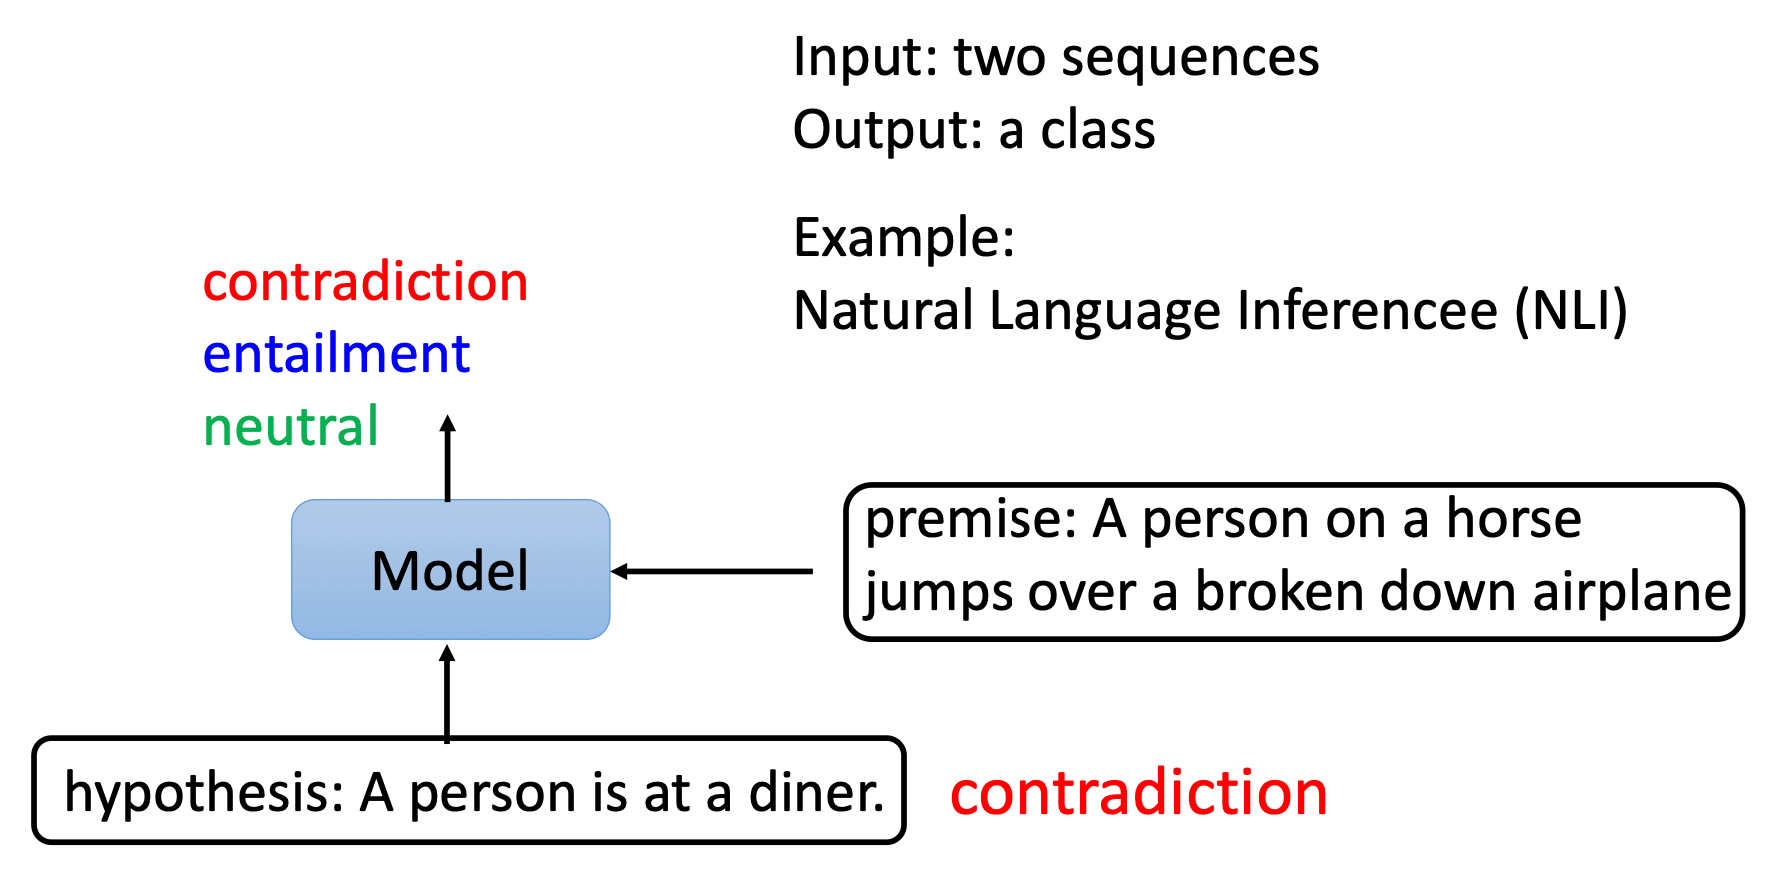 Input: two sequences
Output: a class
Example:
Natural Language Inferencee (NLI)
contradiction
entailment
neutral
Model
premise: A person on a horse
jumps over a broken down airplane
hypothesis: A person is at a diner.
contradiction